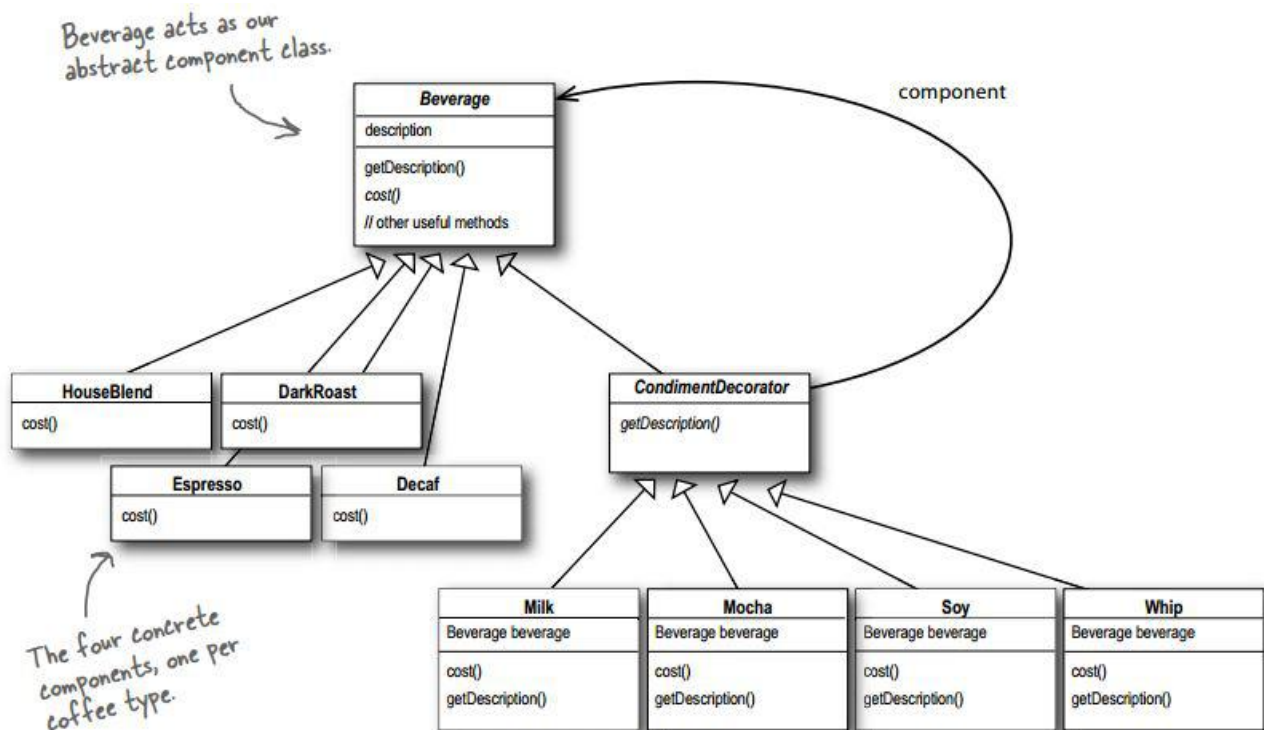 Beverage acts as our
abstract component class.
Beverage
description
getDescription()
cost()
// other useful methods
component
HouseBlend
cost()
DarkRoast
cost()
Espresso
cost()
Decaf
cost()
CondimentDecorator
getDescription()
The four concrete
components, one per
coffee type.
Milk
Beverage beverage
cost()
getDescription()
Mocha
Beverage beverage
cost()
getDescription()
Soy
Beverage beverage
cost()
getDescription()
Whip
Beverage beverage
cost()
getDescription()